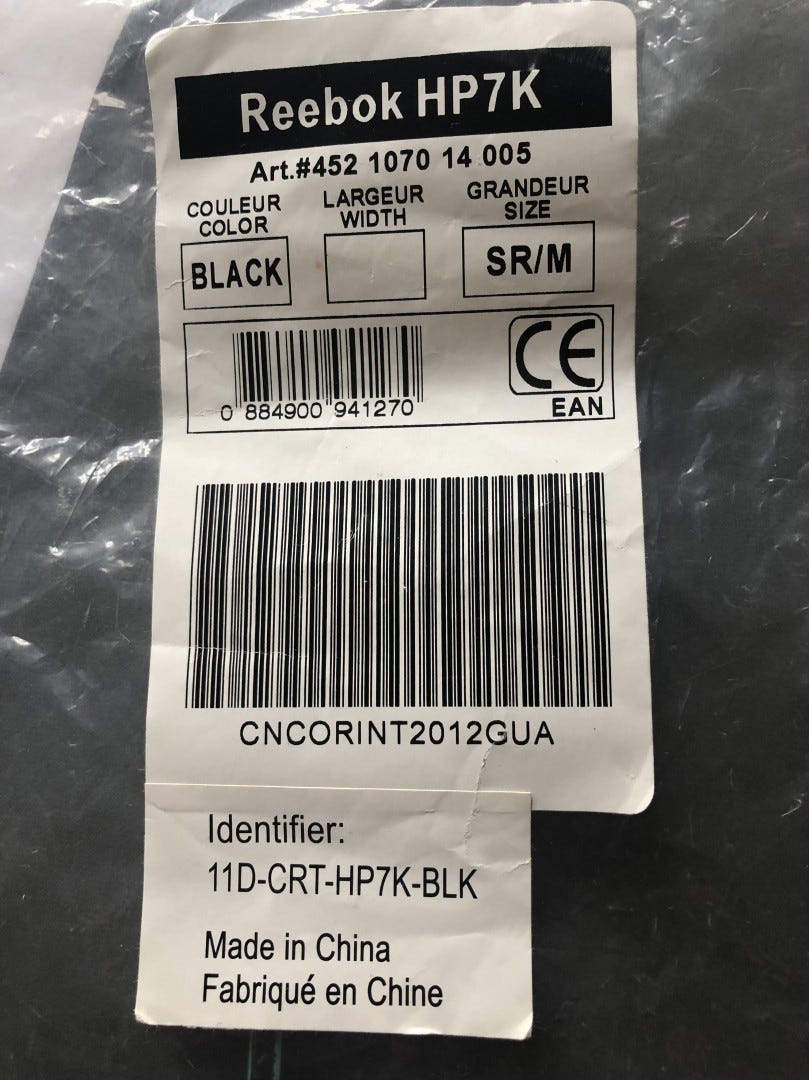 Reebok HP7K
Art.#452 1070 14 005
COULEUR
COLOR
LARGEUR
WIDTH
GRANDEUR
SIZE
BLACK
SR/M
CE
0 884900 941270
EAN
CNCORINT2012GUA
Identifier:
11D-CRT-HP7K-BLK
Made in China
Fabriqué en Chine